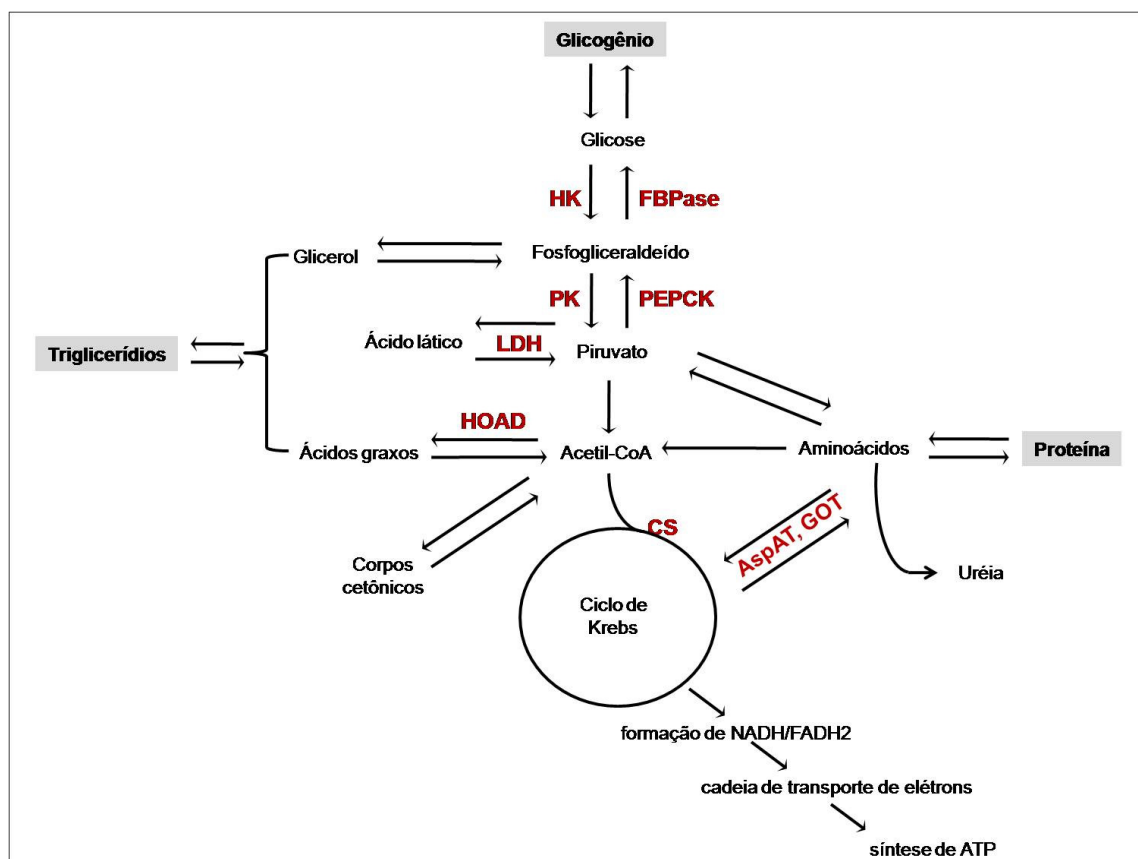 Glicogênio
Glicose
HK
FBPase
Glicerol
Fosfogliceraldeído
PK
PEPCK
Ácido lático
LDH
Piruvato
Triglicerídios
HOAD
Ácidos graxos
Acetil-CoA
Aminoácidos
Proteína
CS
AspAT, GOT
Corpos
cetônicos
Uréia
Ciclo de
Krebs
formação de NADH/FADH2
cadeia de transporte de elétrons
síntese de ATP